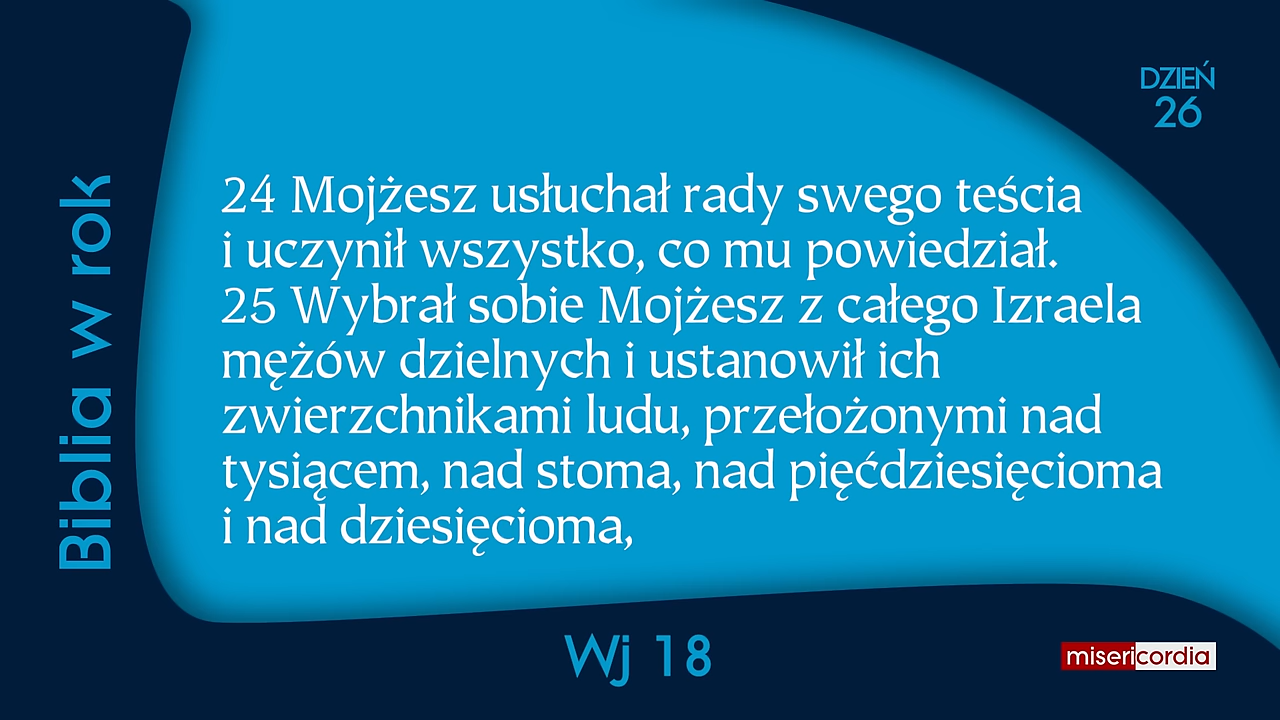 DZIEŃ
26
Biblia w rok
24 Mojżesz usłuchał rady swego teścia
i uczynił wszystko, co mu powiedział.
25 Wybrał sobie Mojżesz z całego Izraela
mężów dzielnych i ustanowił ich
zwierzchnikami ludu, przełożonymi nad
tysiącem, nad stoma, nad pięćdziesięcioma
i nad dziesięcioma,
Wj 18
misericordia